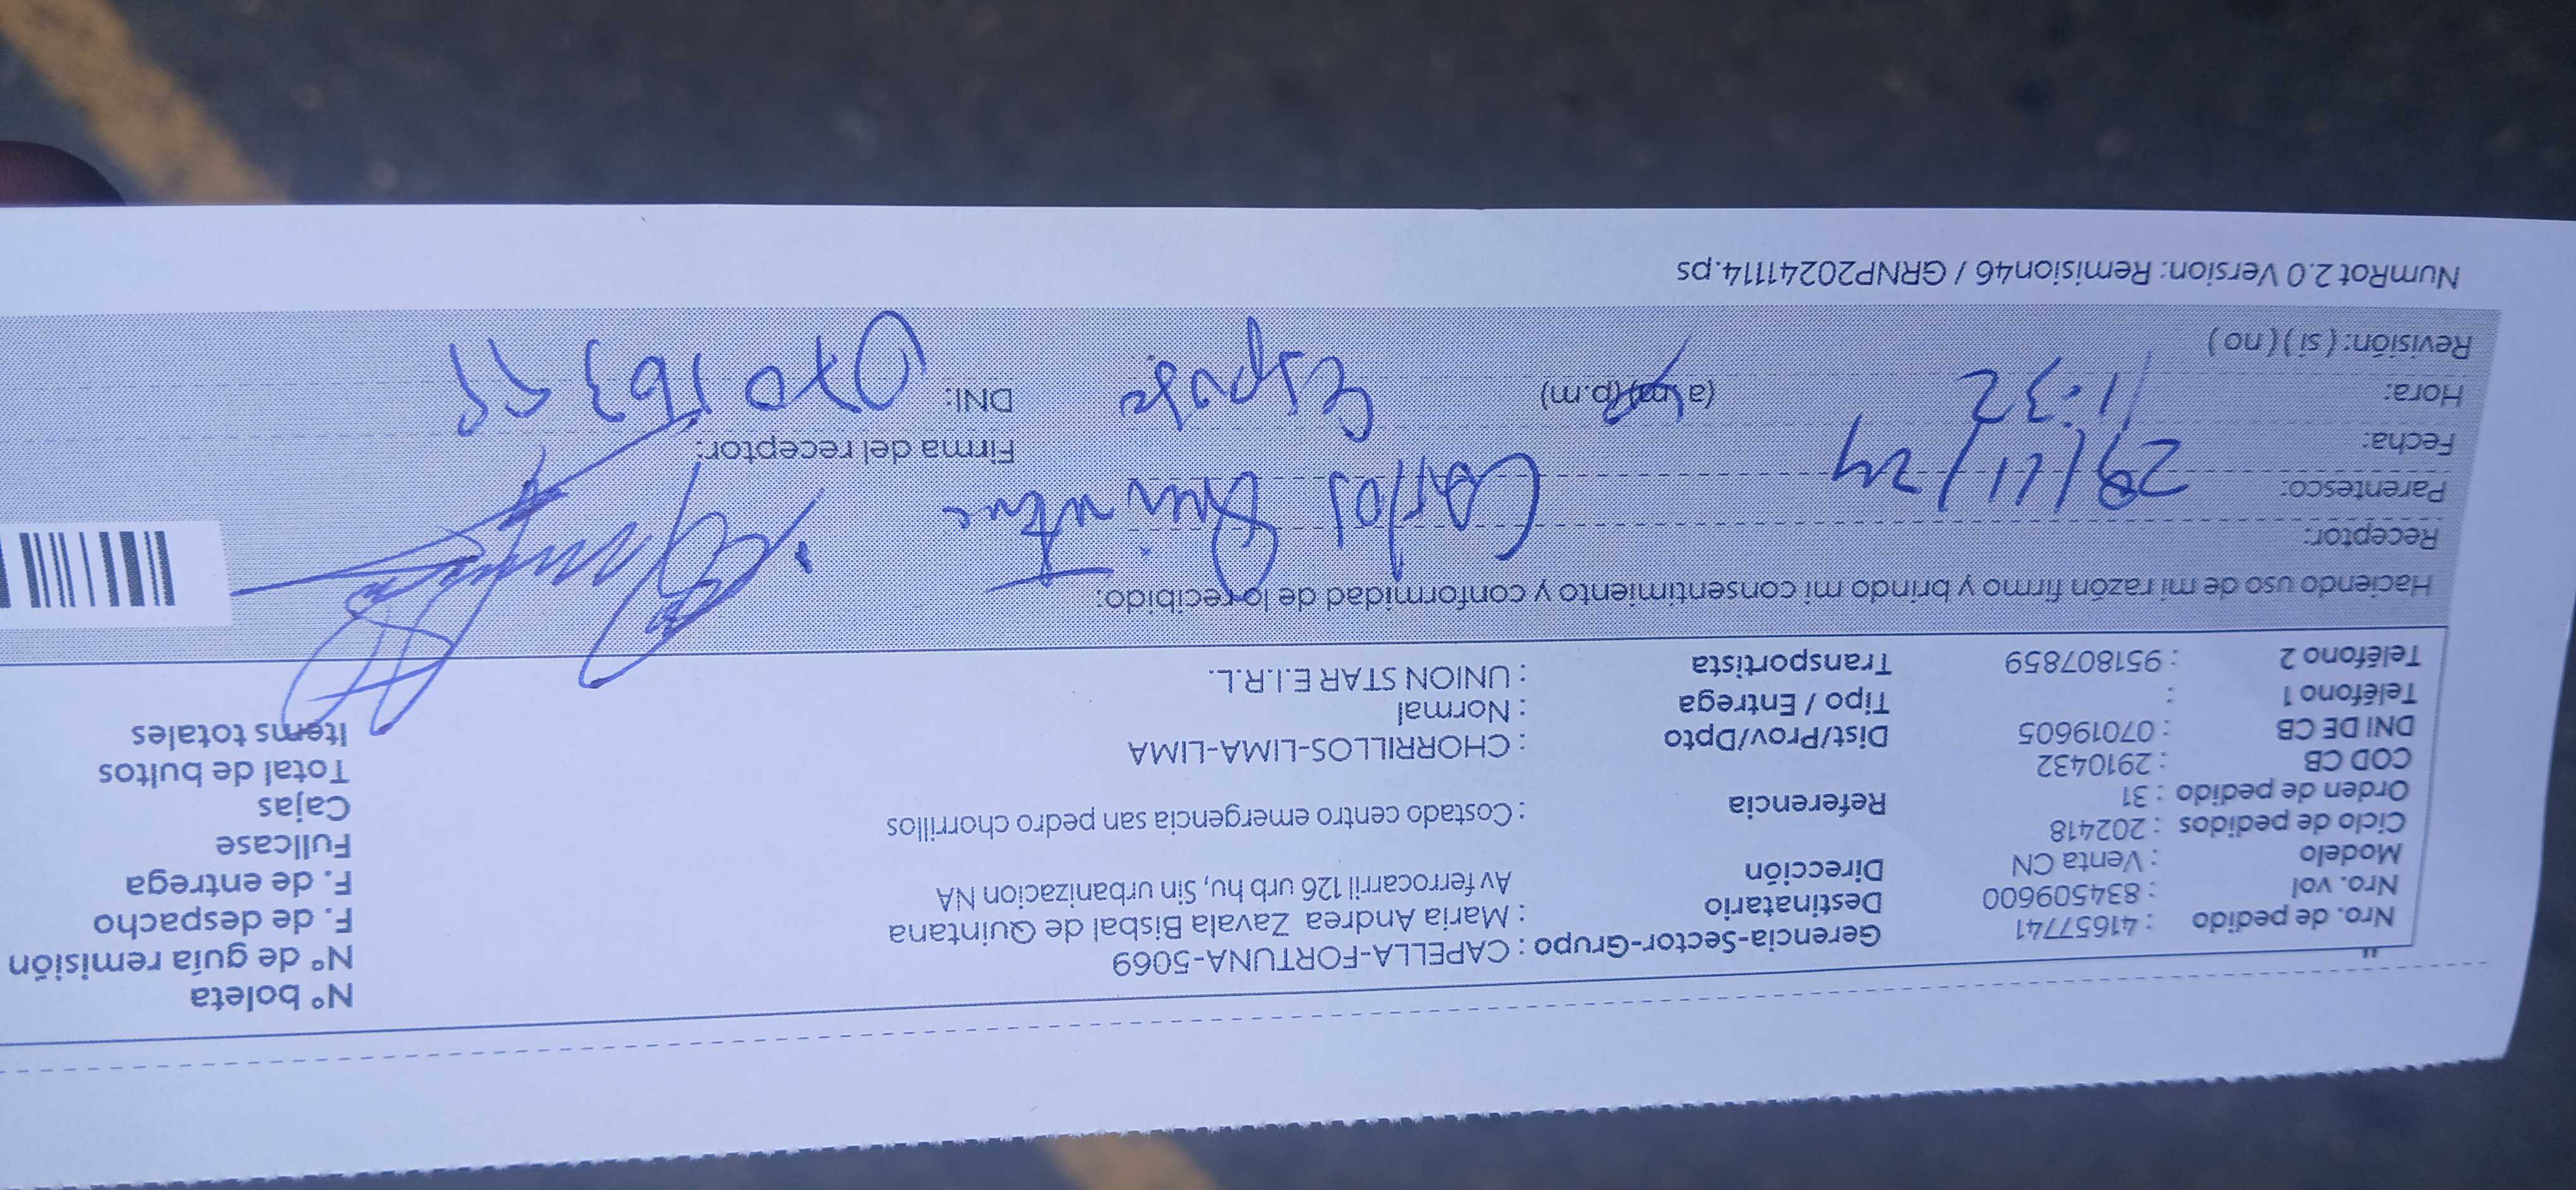 Nº boleta
Gerencia-Sector-Grupo : CAPELLA-FORTUNA-5069 Nº de guía remisión
Nro. de pedido : 41657741 Destinatario : Maria Andrea Zavala Bisbal de Quintana F. de despacho
Nro. vol : 834509600 Dirección Av ferrocarril 126 urb hu, Sin urbanizacion NA F. de entrega
Modelo : Venta CN Fullcase
Ciclo de pedidos : 202418 Referencia : Costado centro emergencia san pedro chorrillos Cajas
Orden de pedido : 31 Total de bultos
COD CB : 2910432 Dist/Prov/Dpto : CHORRILLOS-LIMA-LIMA Items totales
DNI DE CB : 07019605 Tipo / Entrega : Normal
Teléfono 1 : Transportista : UNION STAR E.I.R.L.
Teléfono 2 : 951807859
Haciendo uso de mi razón firmo y brindo mi consentimiento y conformidad de lo recibido:
Receptor: Carlos
Parentesco: Esposo
Fecha: 28/11/24 Firma del receptor:
Hora: 11:32 (a.m) (p.m) DNI:
Revisión: ( sí ) ( no )
NumRot 2.0 Version: Remision46 / GRNP20241114.ps